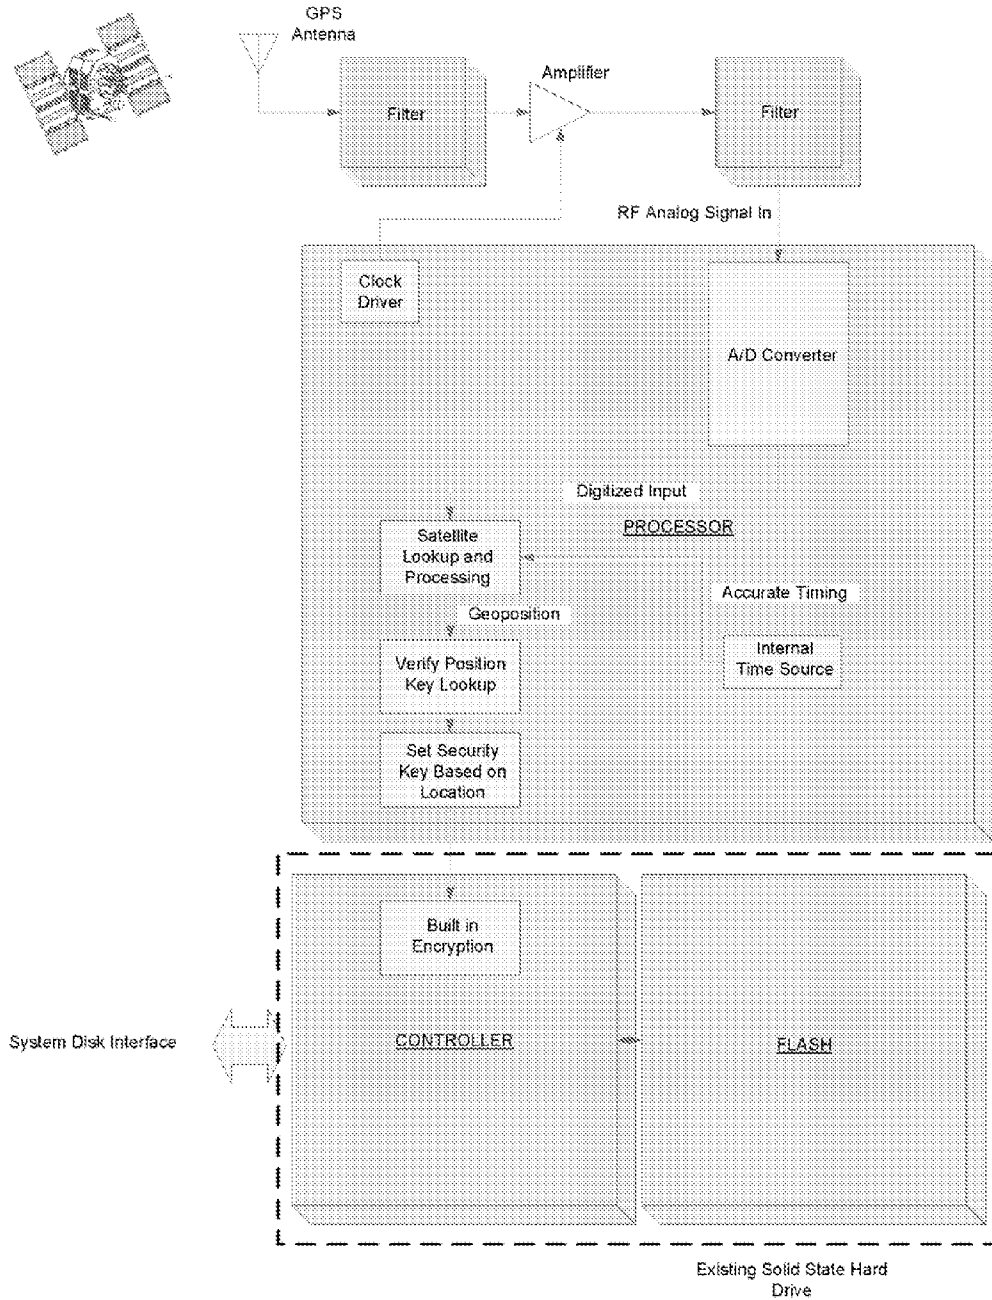 GPS
Antenna
Amplifier
Filter
Filter
RF Analog Signal In
Clock
Driver
A/D Converter
Digitized Input
PROCESSOR
Satellite
Lookup and
Processing
Accurate Timing
Geoposition
Internal
Time Source
Verify Position
Key Lookup
Set Security
Key Based on
Location
Built in
Encryption
System Disk Interface
CONTROLLER
FLASH
Existing Solid State Hard
Drive